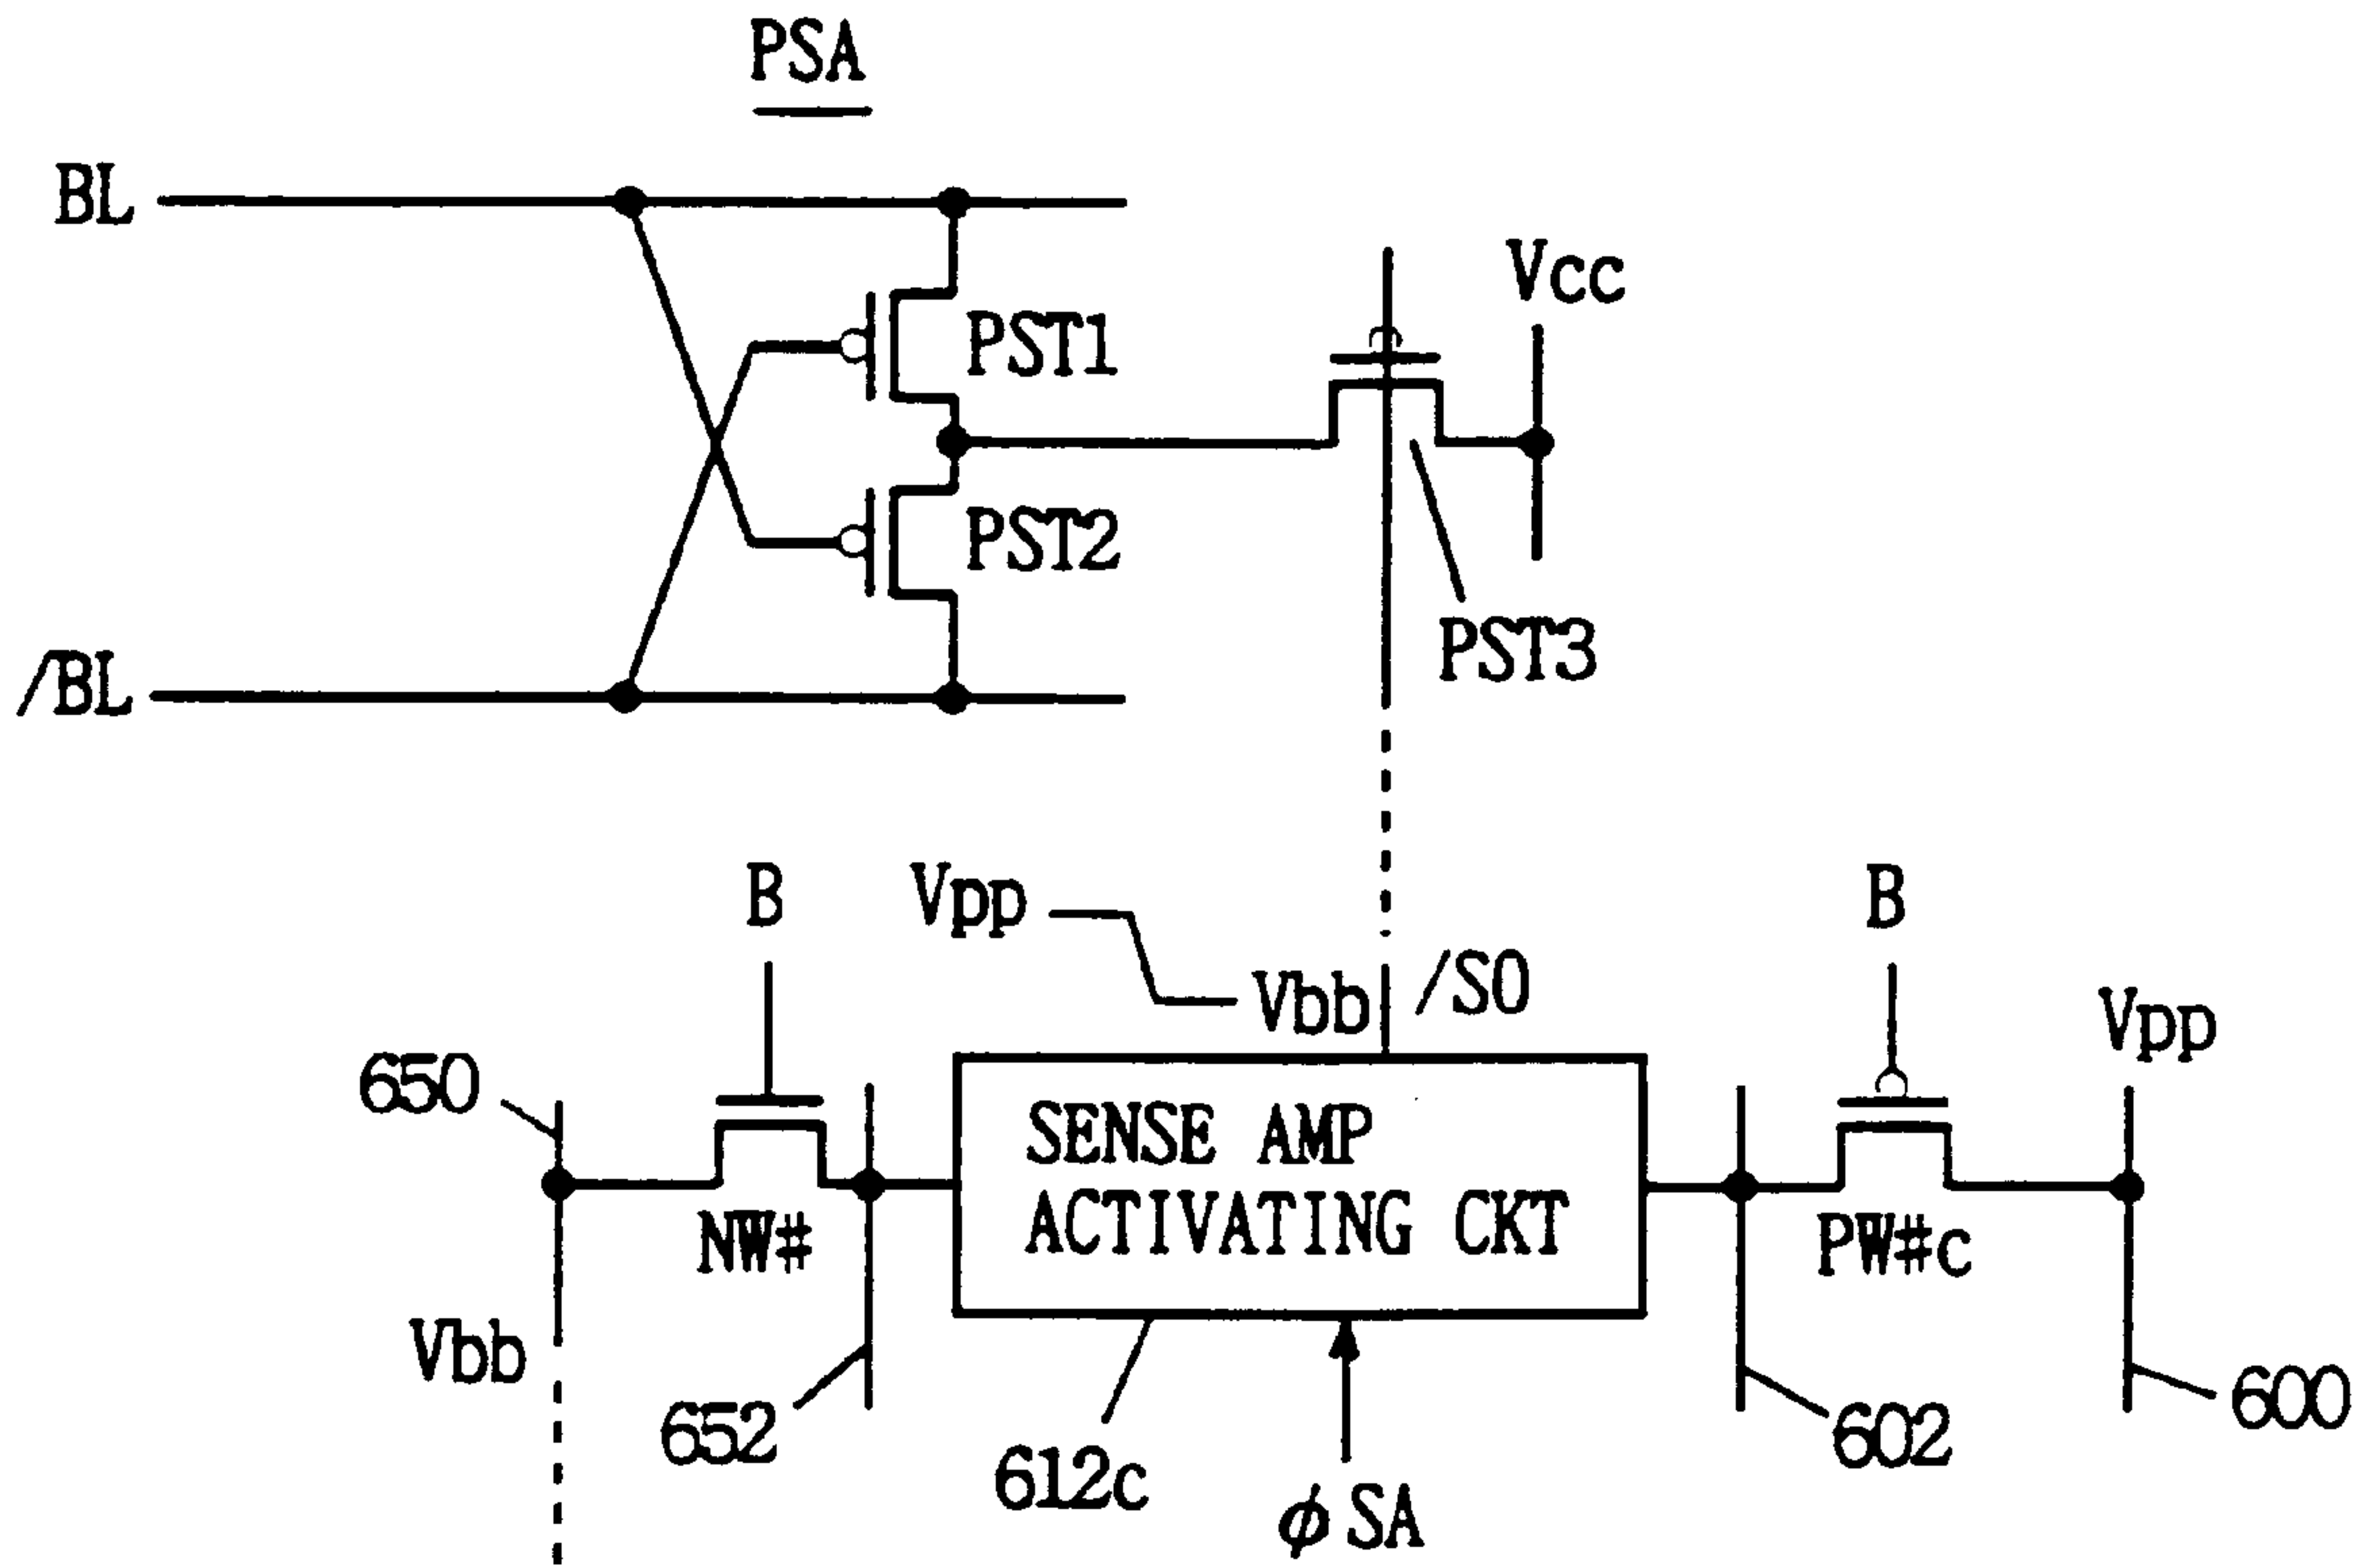 PSA
BL
Vcc
PST1
PST2
PST3
/BL
B
Vpp
B
Vbb
/SO
Vpp
650
SENSE AMP
ACTIVATING CKT
NW#
PW#c
Vbb
652
612c
602
600
φSA